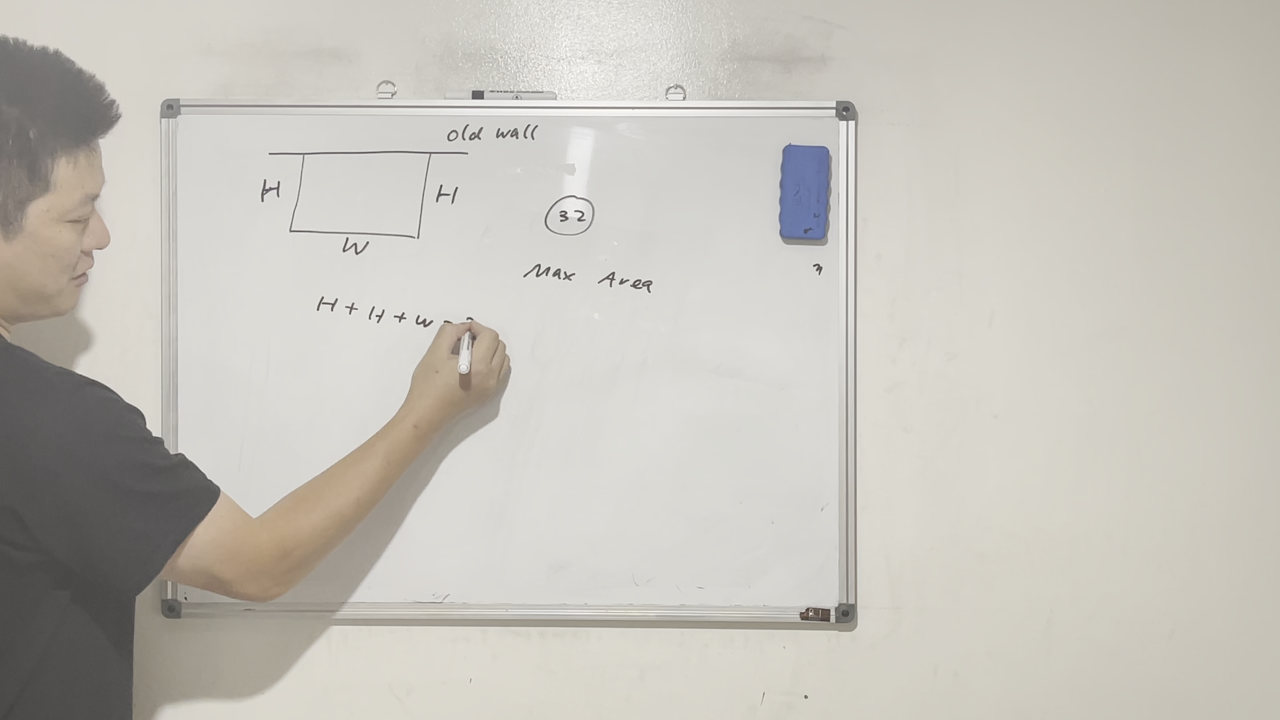 old wall
H H
W
32
Max Area
H + H + W =